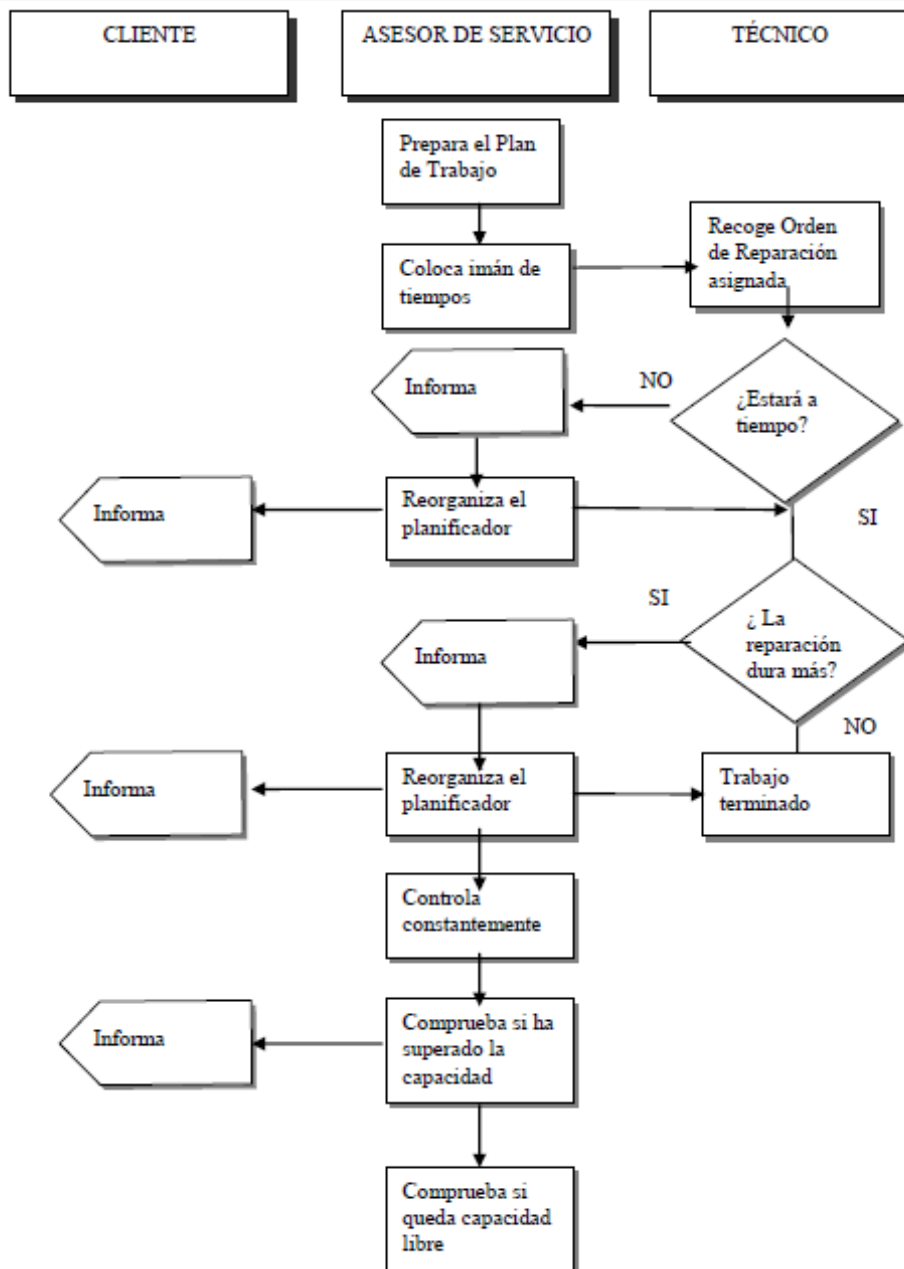 CLIENTE
ASESOR DE SERVICIO
TÉCNICO
Prepara el Plan
de Trabajo
Recoge Orden
de Reparación
asignada
Coloca imán de
tiempos
Informa
NO
¿Estará a
tiempo?
Informa
Reorganiza el
planificador
SI
SI
Informa
¿ La
reparación
dura más?
NO
Informa
Reorganiza el
planificador
Trabajo
terminado
Controla
constantemente
Informa
Comprueba si ha
superado la
capacidad
Comprueba si
queda capacidad
libre